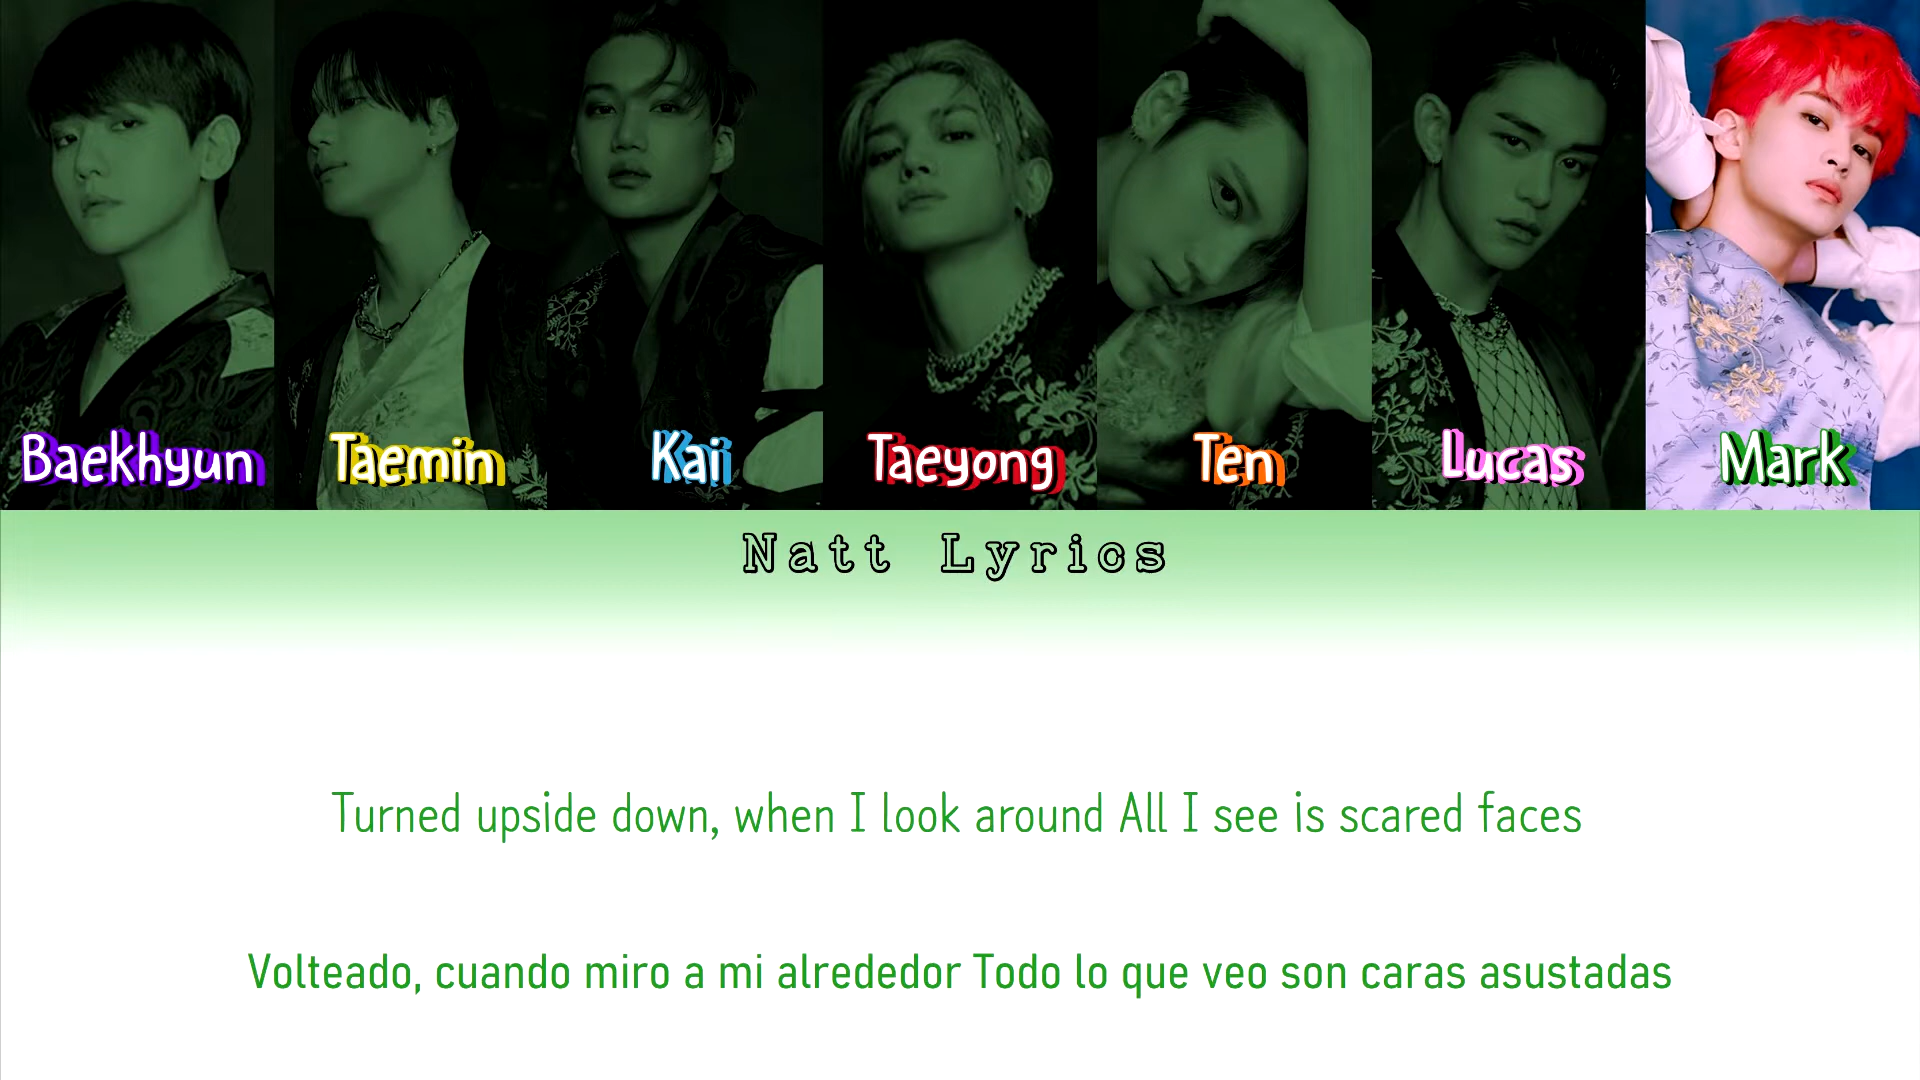 Baekhyun Taemin Kai Taeyong Ten Lucas Mark
Natt Lyrics
Turned upside down, when I look around All I see is scared faces
Volteado, cuando miro a mi alrededor Todo lo que veo son caras asustadas